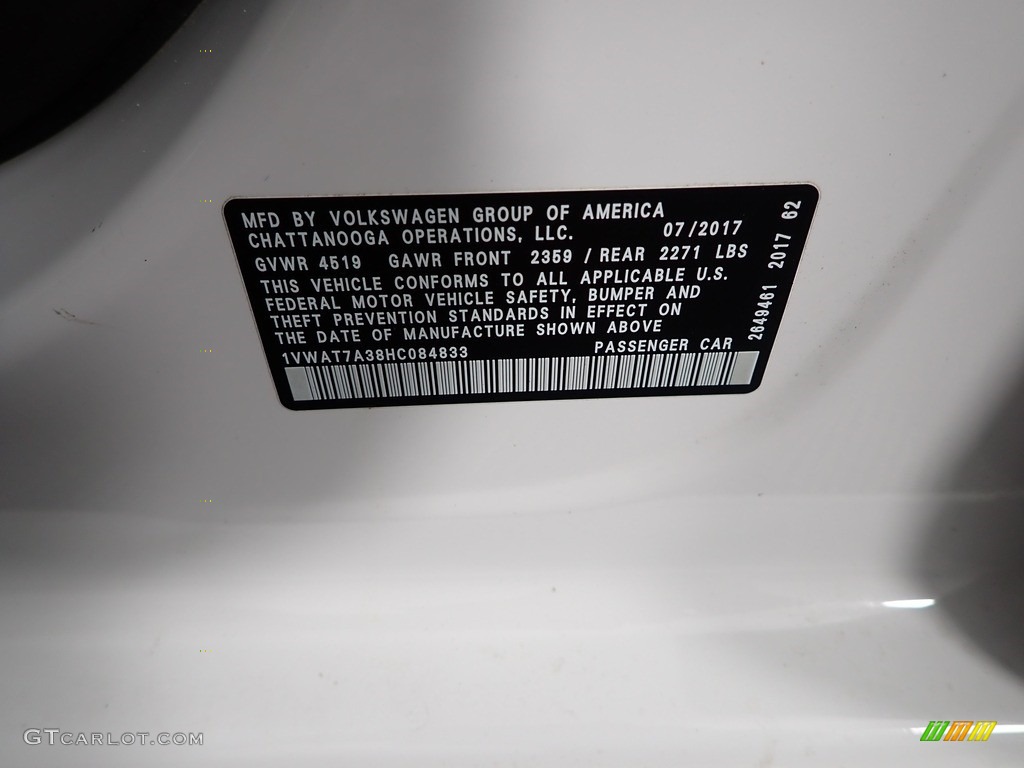 MFD BY VOLKSWAGEN GROUP OF AMERICA
CHATTANOOGA OPERATIONS, LLC. 07/2017
GVWR 4519 GAWR FRONT 2359 / REAR 2271 LBS
THIS VEHICLE CONFORMS TO ALL APPLICABLE U.S.
FEDERAL MOTOR VEHICLE SAFETY, BUMPER AND
THEFT PREVENTION STANDARDS IN EFFECT ON
THE DATE OF MANUFACTURE SHOWN ABOVE
1VWAT7A38HC084833 PASSENGER CAR
2649461 2017 62
GTCARLOT.COM